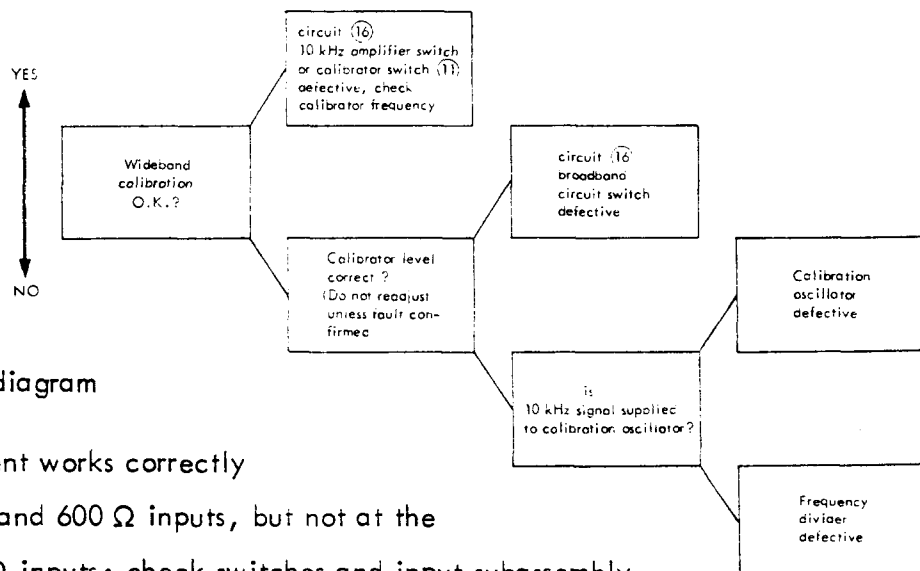 YES
NO
Wideband
calibration
O.K.?
circuit (16)
10 kHz amplifier switch
or calibrator switch (11)
defective, check
calibrator frequency
Calibrator level
correct ?
(Do not readjust
unless fault con-
firmed
circuit (16)
broadband
circuit switch
defective
is
10 kHz signal supplied
to calibration oscillator?
Calibration
oscillator
defective
Frequency
divider
defective
diagram
ent works correctly
and 600 Ω inputs, but not at the
Ω inputs: check switches and input subassembly